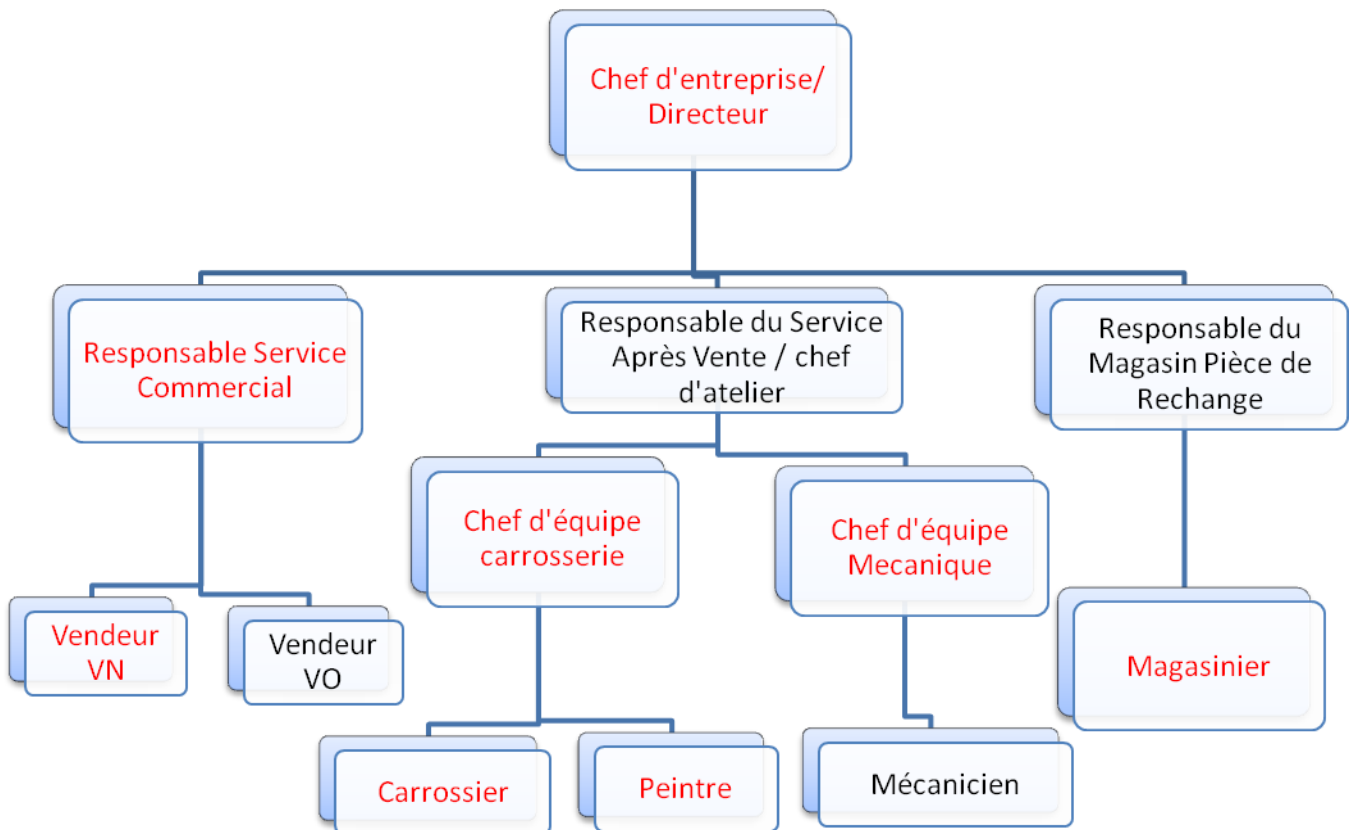 Chef d'entreprise/
Directeur
Responsable Service
Commercial
Responsable du Service
Après Vente / chef
d'atelier
Responsable du
Magasin Pièce de
Rechange
Chef d'équipe
carrosserie
Chef d'équipe
Mecanique
Vendeur
VN
Vendeur
VO
Magasinier
Carrossier
Peintre
Mécanicien